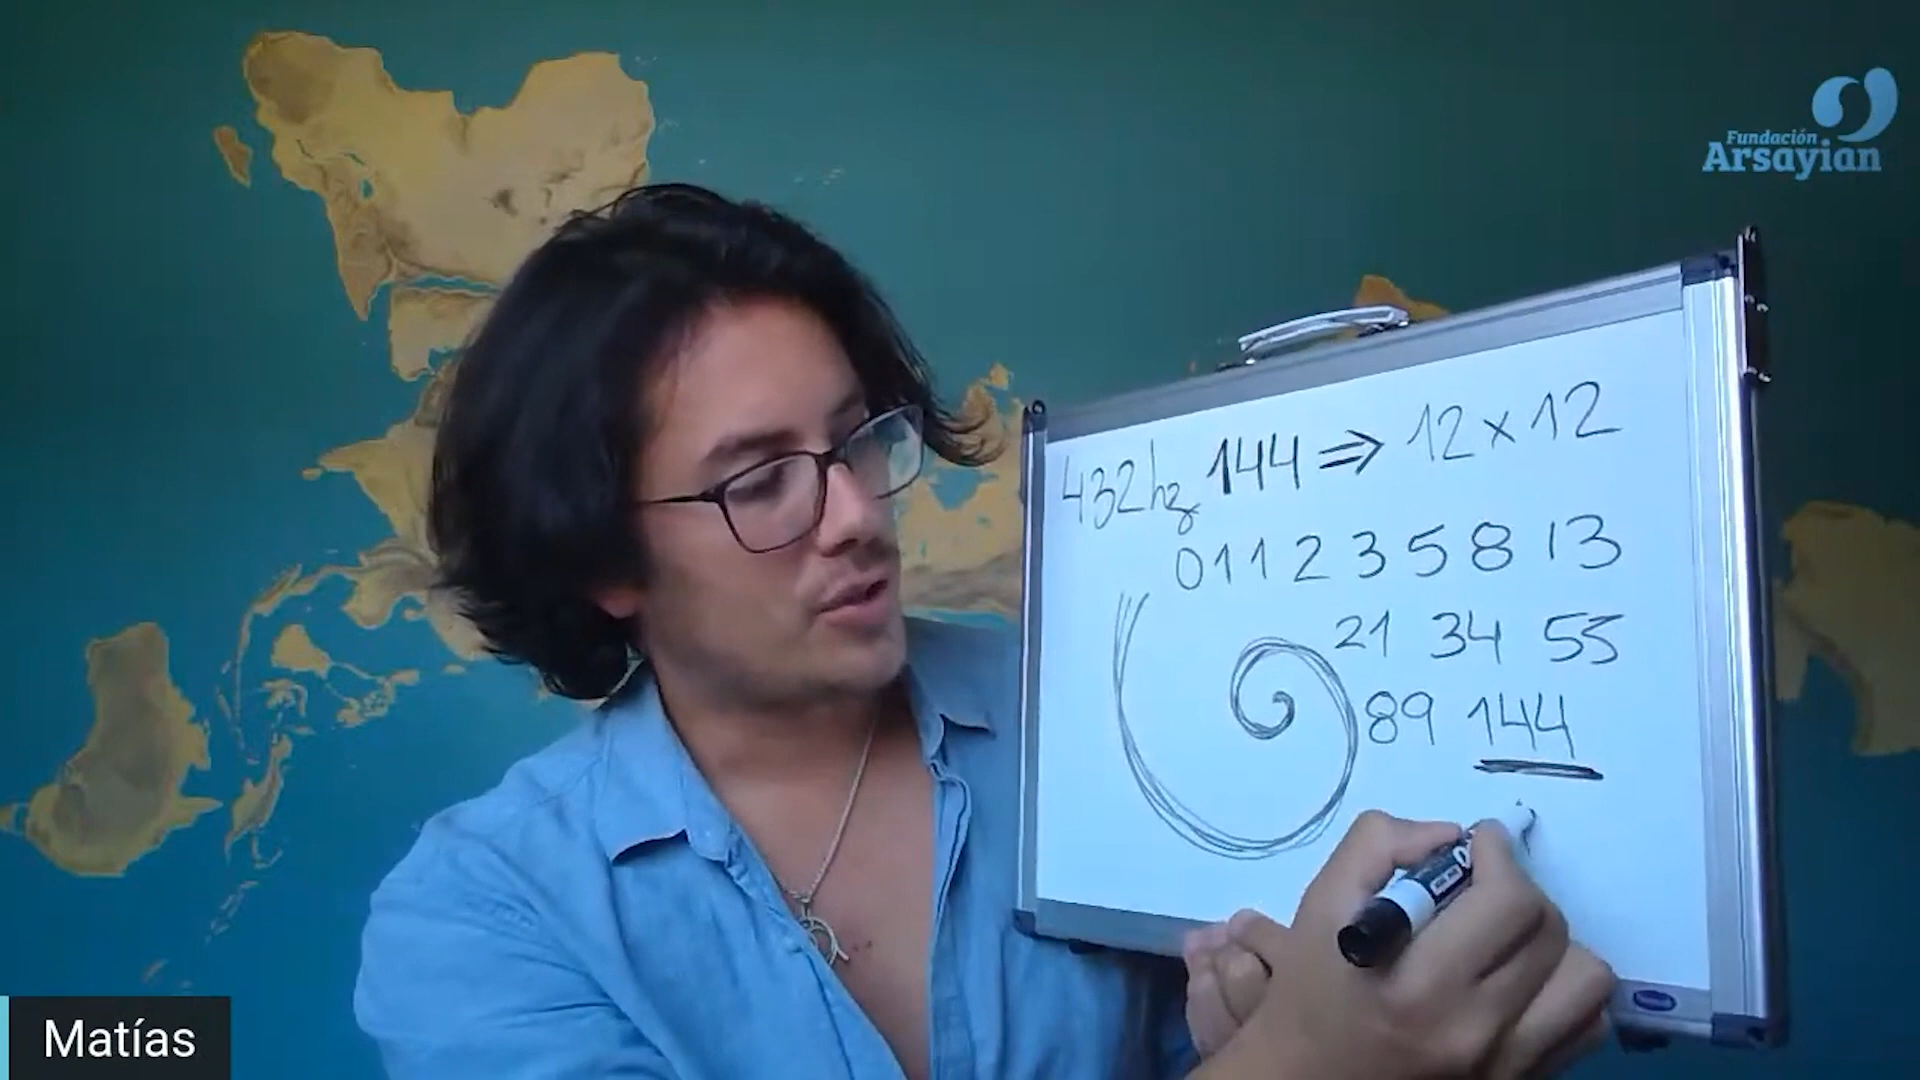 Fundación
Arsayian
432hz 144 ⇒ 12 x 12
0 1 1 2 3 5 8 13
21 34 55
89 144
Matías